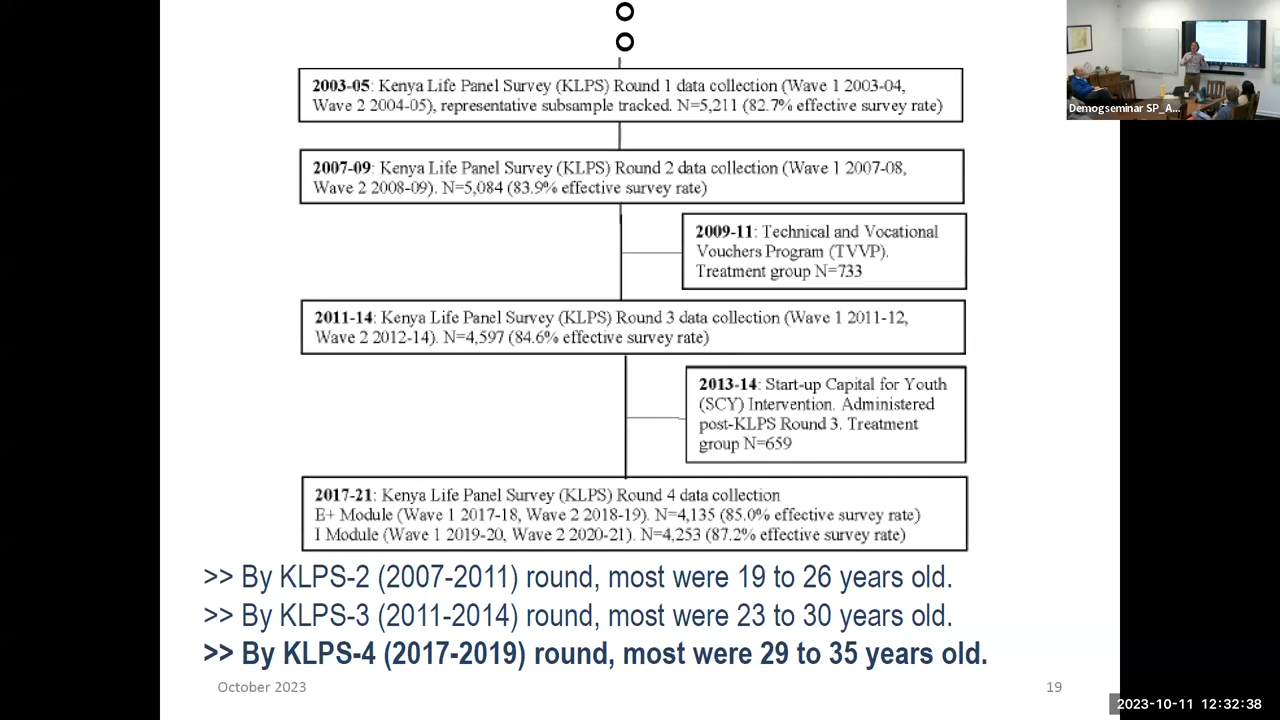 2003-05: Kenya Life Panel Survey (KLPS) Round 1 data collection (Wave 1 2003-04,
Wave 2 2004-05), representative subsample tracked. N=5,211 (82.7% effective survey rate)
2007-09: Kenya Life Panel Survey (KLPS) Round 2 data collection (Wave 1 2007-08,
Wave 2 2008-09). N=5,084 (83.9% effective survey rate)
2009-11: Technical and Vocational
Vouchers Program (TVVP).
Treatment group N=733
2011-14: Kenya Life Panel Survey (KLPS) Round 3 data collection (Wave 1 2011-12,
Wave 2 2012-14). N=4,597 (84.6% effective survey rate)
2013-14: Start-up Capital for Youth
(SCY) Intervention. Administered
post-KLPS Round 3. Treatment
group N=659
2017-21: Kenya Life Panel Survey (KLPS) Round 4 data collection
E+ Module (Wave 1 2017-18, Wave 2 2018-19). N=4,135 (85.0% effective survey rate)
I Module (Wave 1 2019-20, Wave 2 2020-21). N=4,253 (87.2% effective survey rate)
>> By KLPS-2 (2007-2011) round, most were 19 to 26 years old.
>> By KLPS-3 (2011-2014) round, most were 23 to 30 years old.
>> By KLPS-4 (2017-2019) round, most were 29 to 35 years old.
October 2023
19
Demogseminar SP_A...
2023-10-11 12:32:38